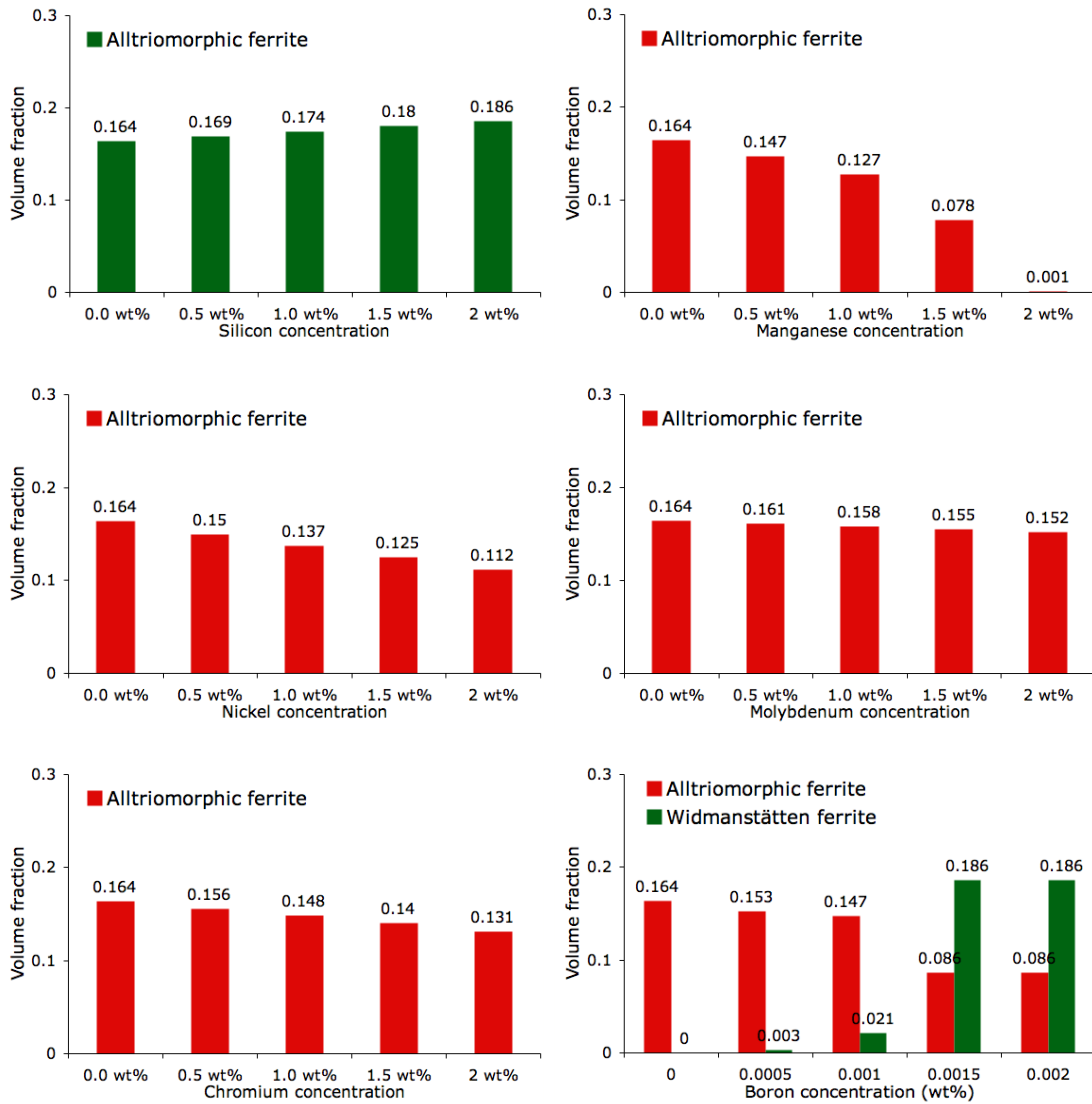 0.3
Alltriomorphic ferrite
0.2
0.1
0
Volume fraction
0.164
0.169
0.174
0.18
0.186
0.0 wt% 0.5 wt% 1.0 wt% 1.5 wt% 2 wt%
Silicon concentration
0.3
Alltriomorphic ferrite
0.2
0.1
0
Volume fraction
0.164
0.147
0.127
0.078
0.001
0.0 wt% 0.5 wt% 1.0 wt% 1.5 wt% 2 wt%
Manganese concentration
0.3
Alltriomorphic ferrite
0.2
0.1
0
Volume fraction
0.164
0.15
0.137
0.125
0.112
0.0 wt% 0.5 wt% 1.0 wt% 1.5 wt% 2 wt%
Nickel concentration
0.3
Alltriomorphic ferrite
0.2
0.1
0
Volume fraction
0.164
0.161
0.158
0.155
0.152
0.0 wt% 0.5 wt% 1.0 wt% 1.5 wt% 2 wt%
Molybdenum concentration
0.3
Alltriomorphic ferrite
0.2
0.1
0
Volume fraction
0.164
0.156
0.148
0.14
0.131
0.0 wt% 0.5 wt% 1.0 wt% 1.5 wt% 2 wt%
Chromium concentration
0.3
Alltriomorphic ferrite
Widmanstätten ferrite
0.2
0.1
0
Volume fraction
0.164
0
0.153
0.003
0.147
0.021
0.086
0.186
0.086
0.186
0 0.0005 0.001 0.0015 0.002
Boron concentration (wt%)